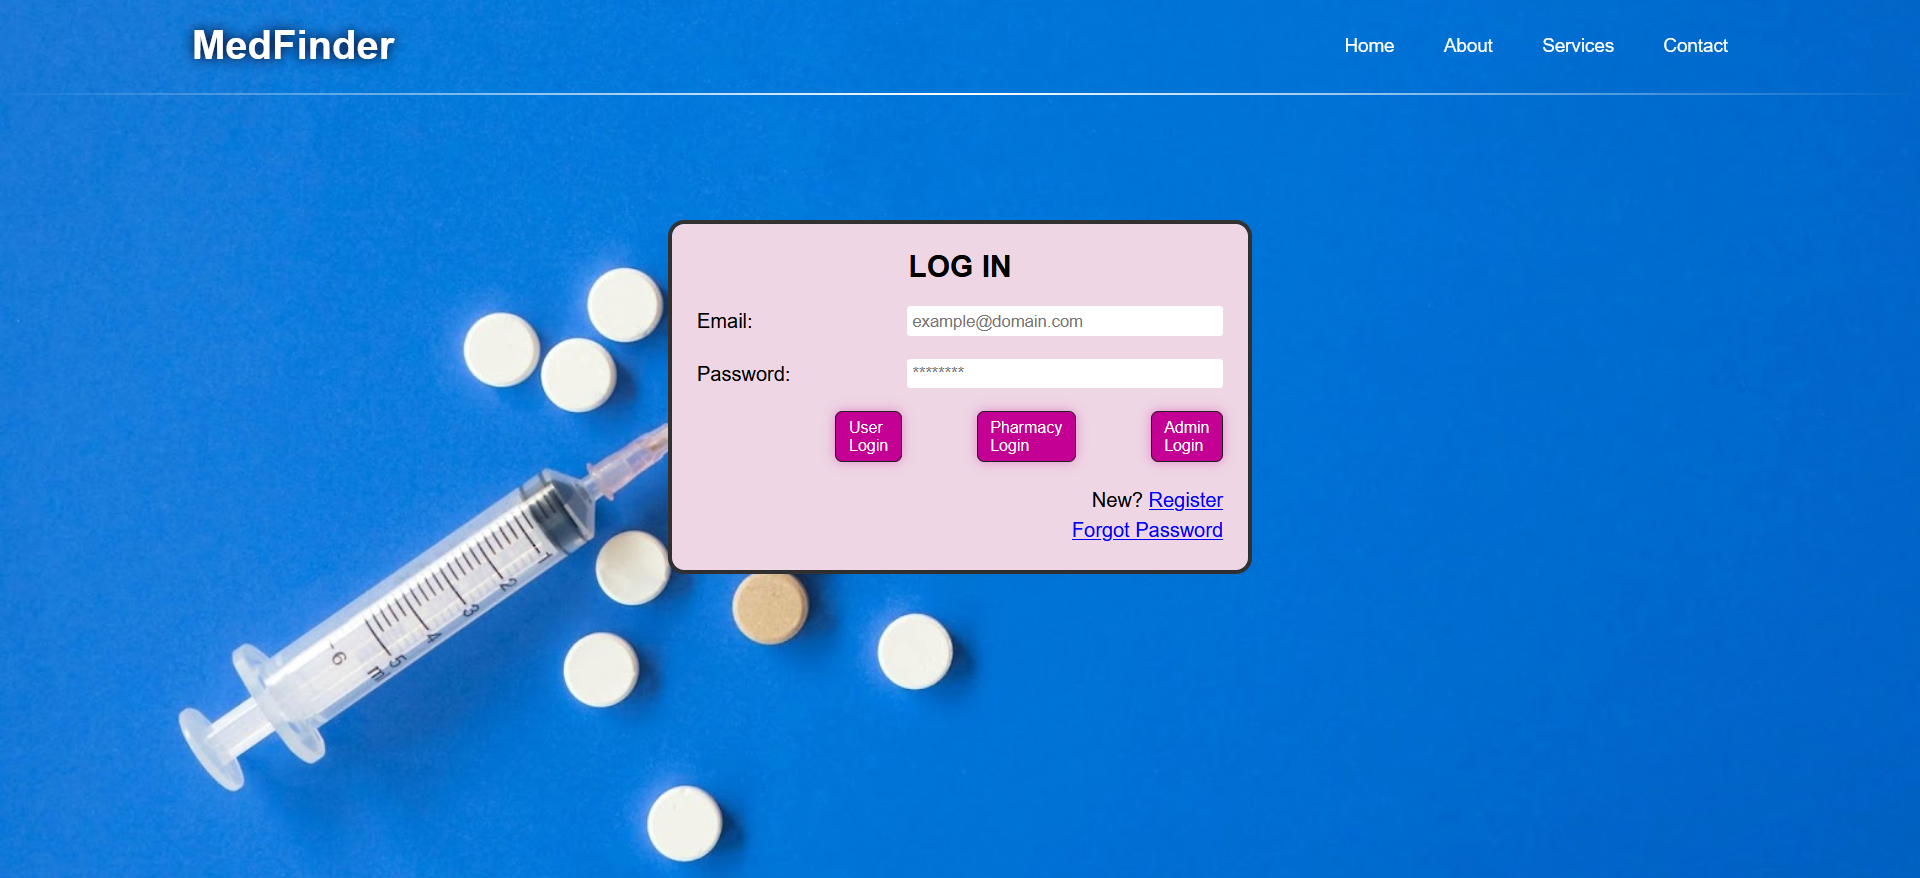 MedFinder
Home About Services Contact
LOG IN
Email: example@domain.com
Password: ********
User Login
Pharmacy Login
Admin Login
New? Register
Forgot Password
1
2
3
4
5
6
m